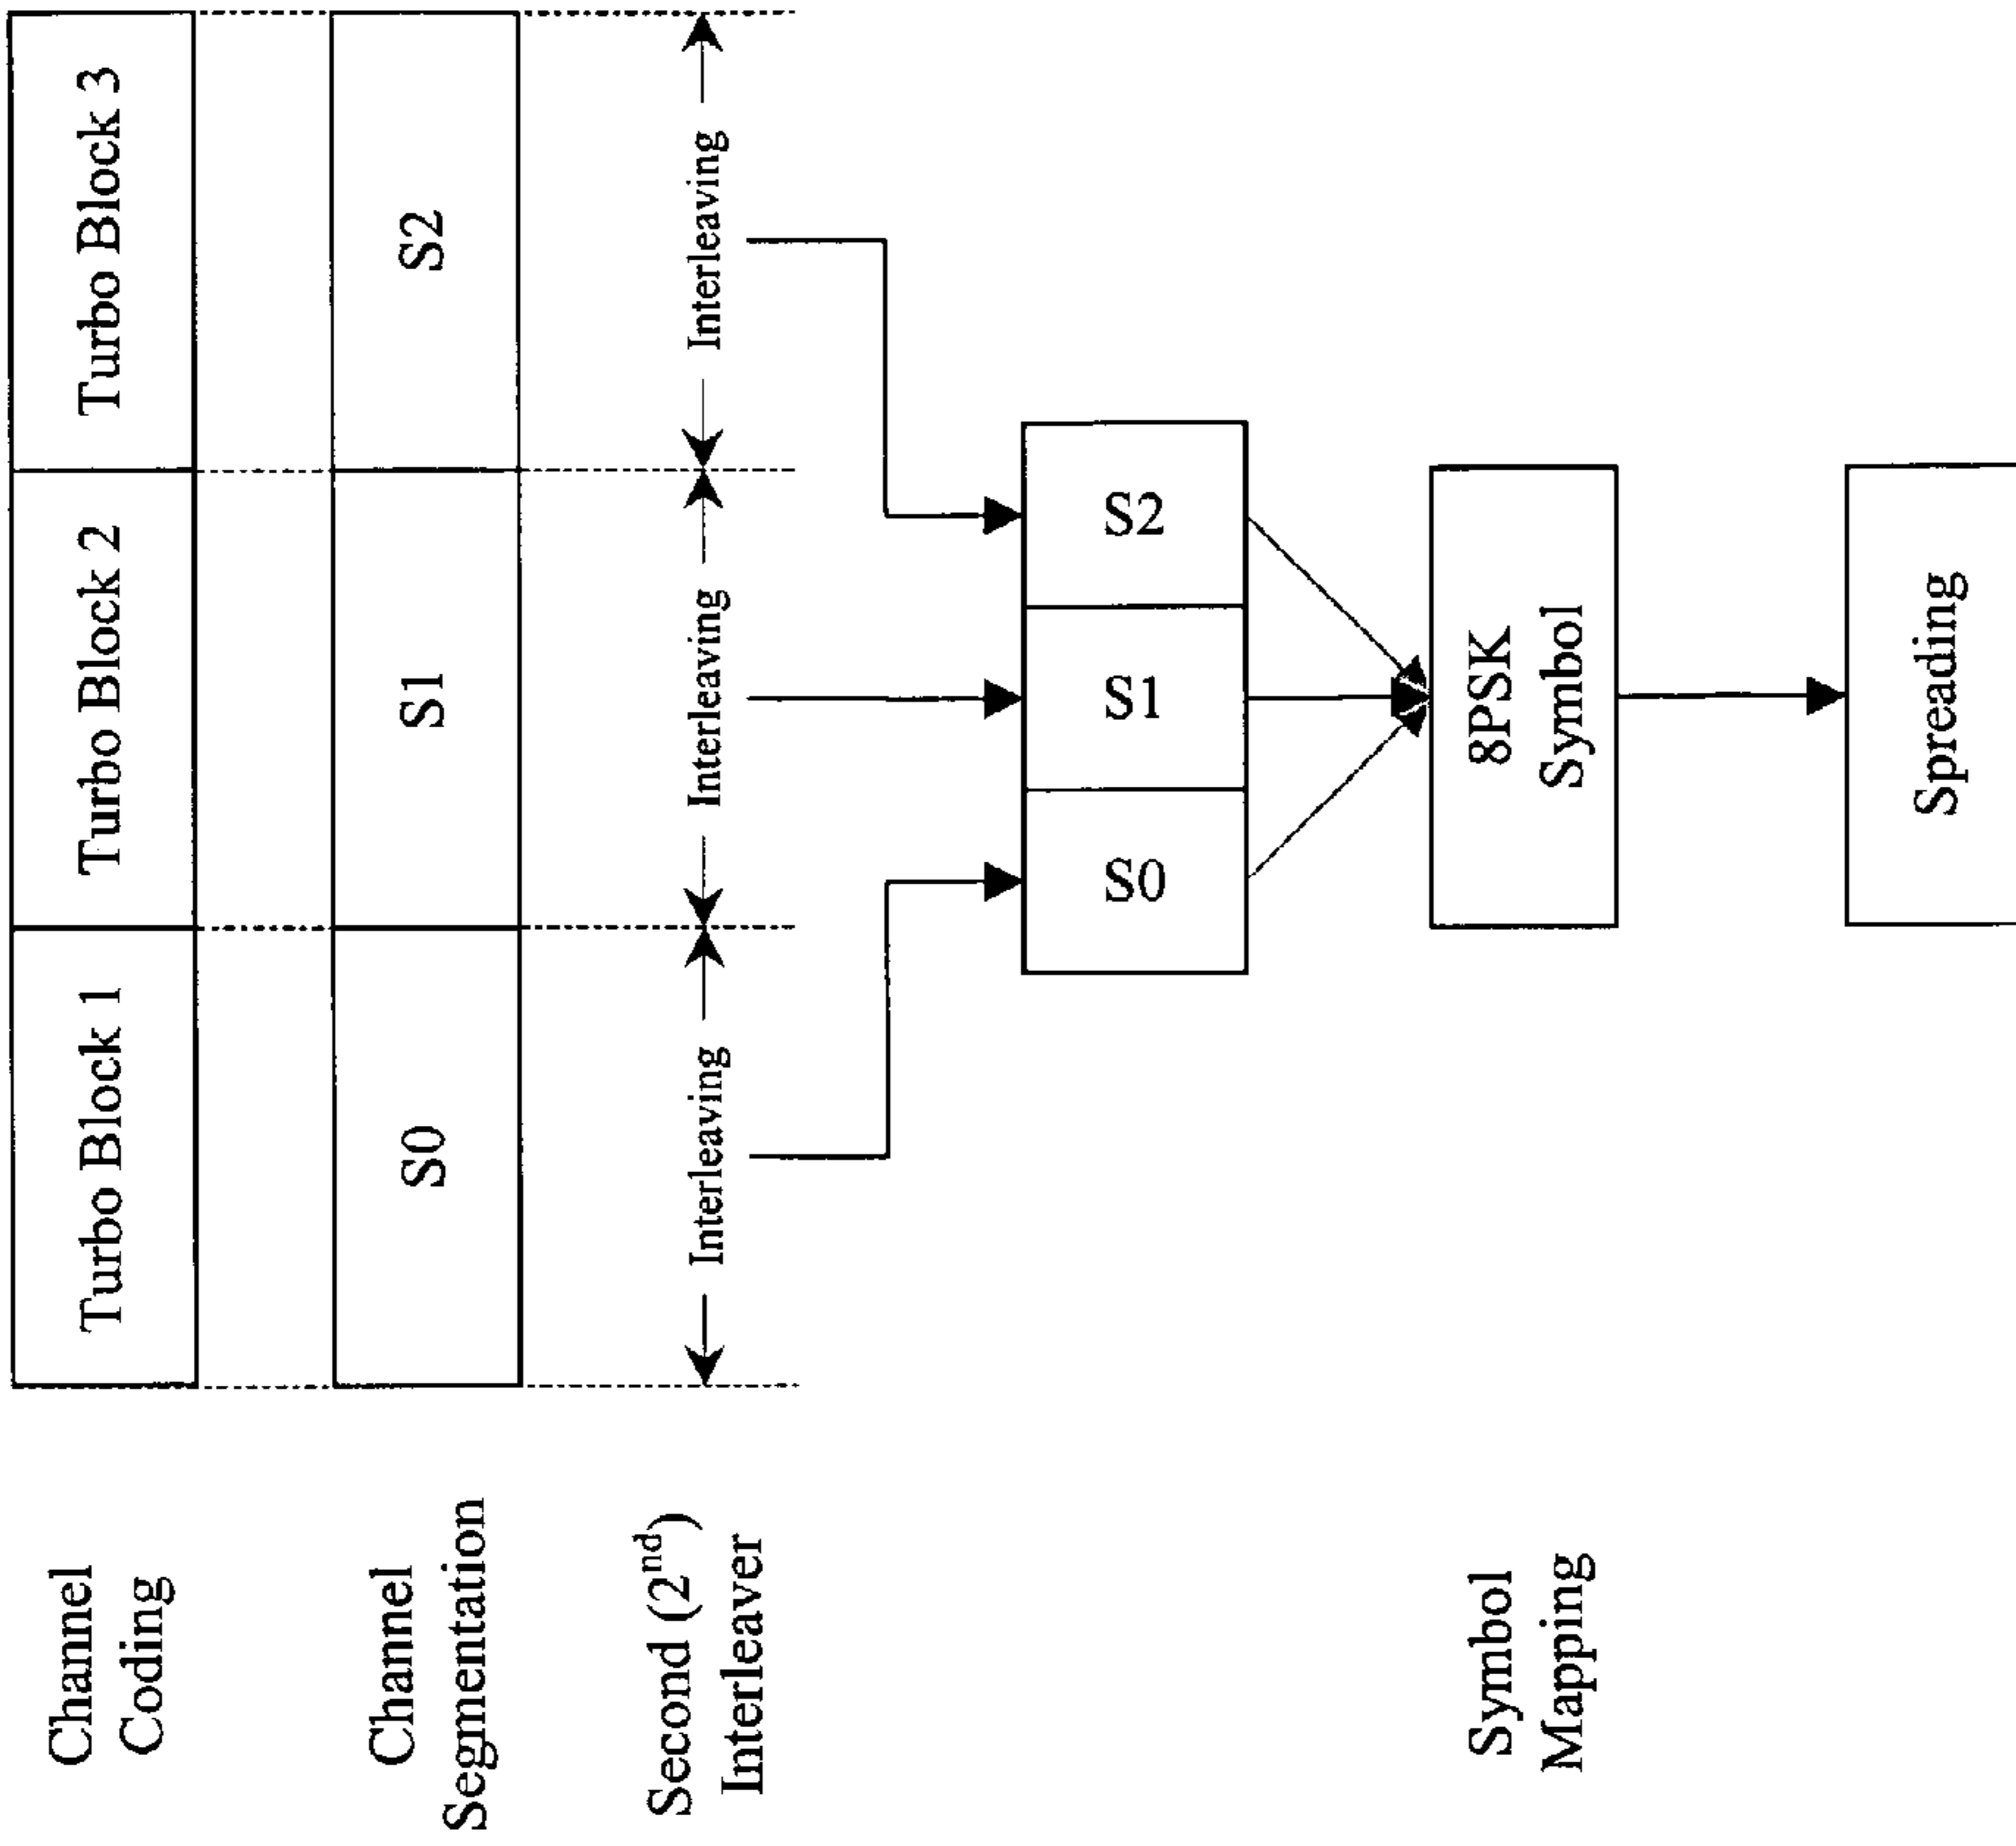 Channel
Coding
Turbo Block 1
Turbo Block 2
Turbo Block 3
Channel
Segmentation
S0
S1
S2
Second (2nd)
Interleaver
Interleaving
Interleaving
Interleaving
S0
S1
S2
Symbol
Mapping
8PSK
Symbol
Spreading